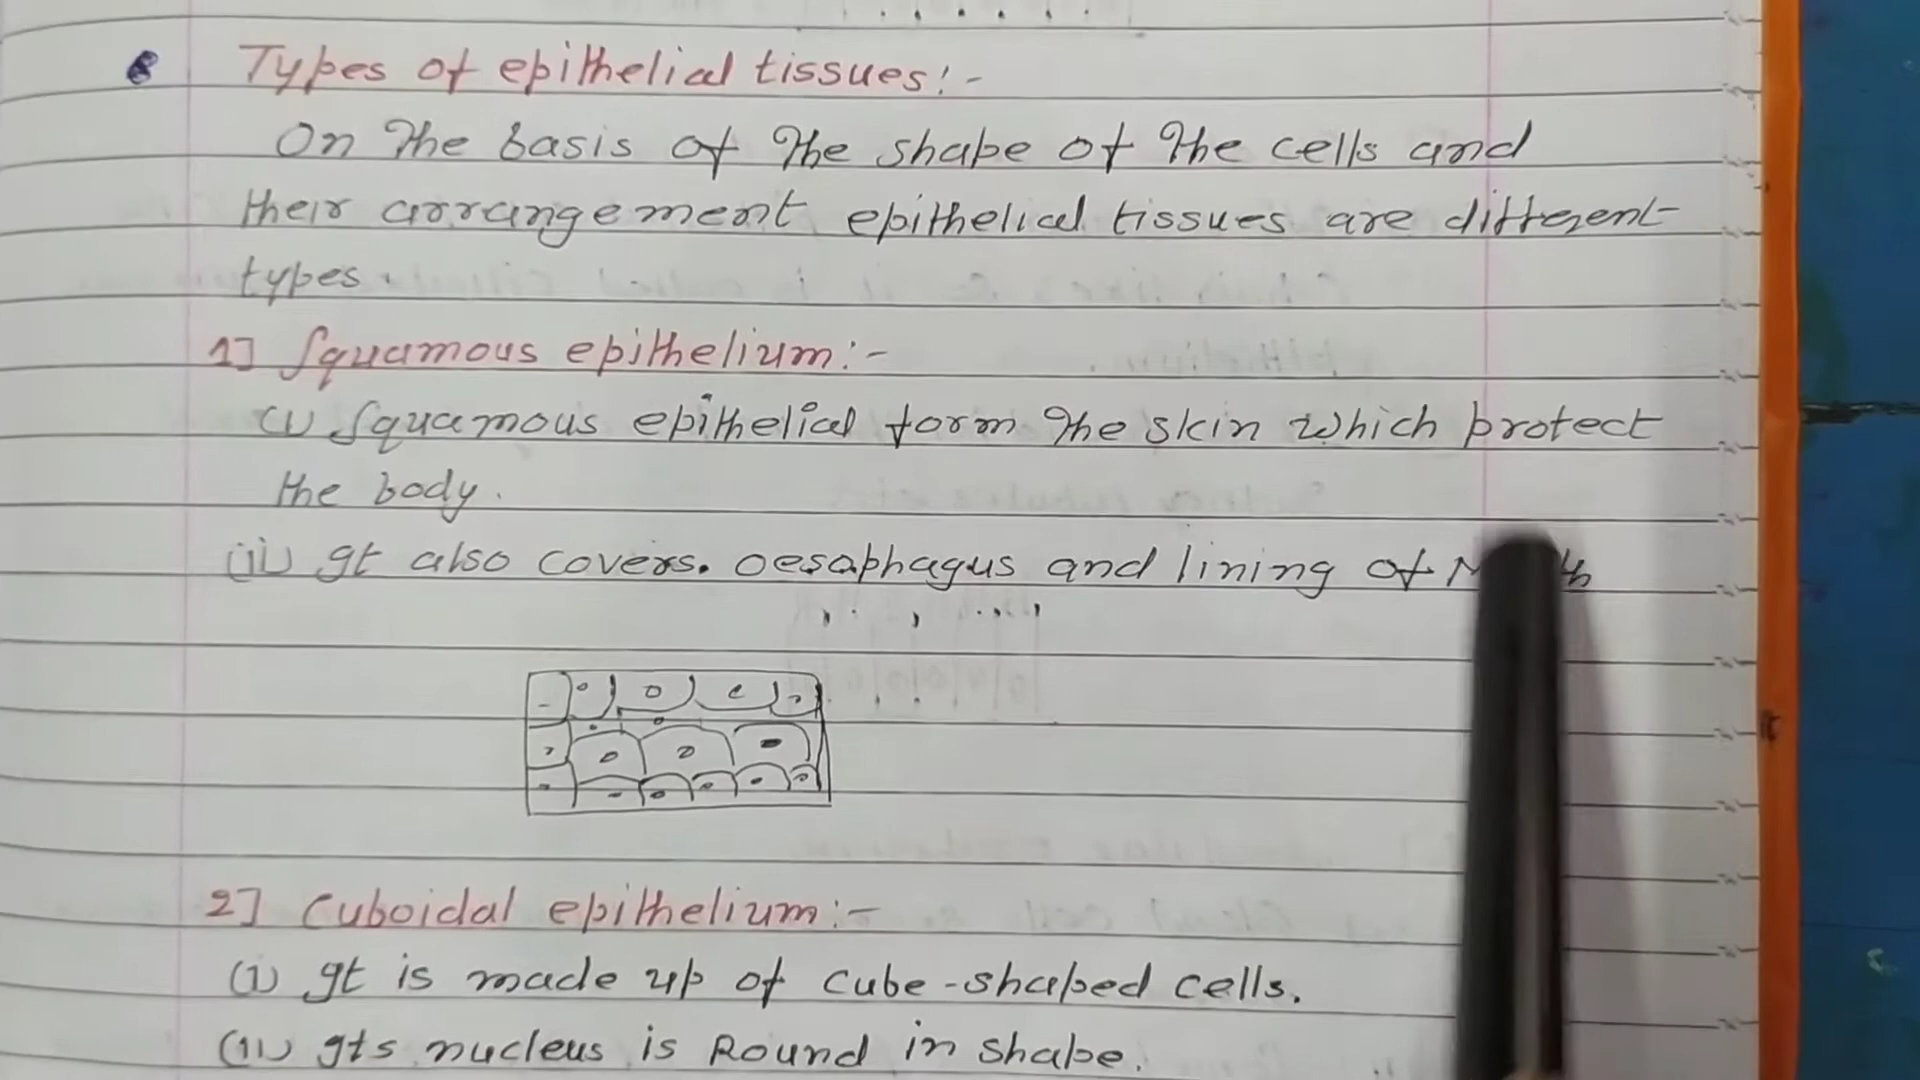 Types of epithelial tissues:-
On the basis of the shape of the cells and
their arrangement epithelical tissues are different
types.
1] Squamous epithelium:-
(i) Squamous epithelial form the skin which protect
the body.
(ii) It also covers. oesaphagus and lining of
2] Cuboidal epithelium:-
(i) It is made up of cube-shaped cells.
(ii) Its nucleus is Round in shape.